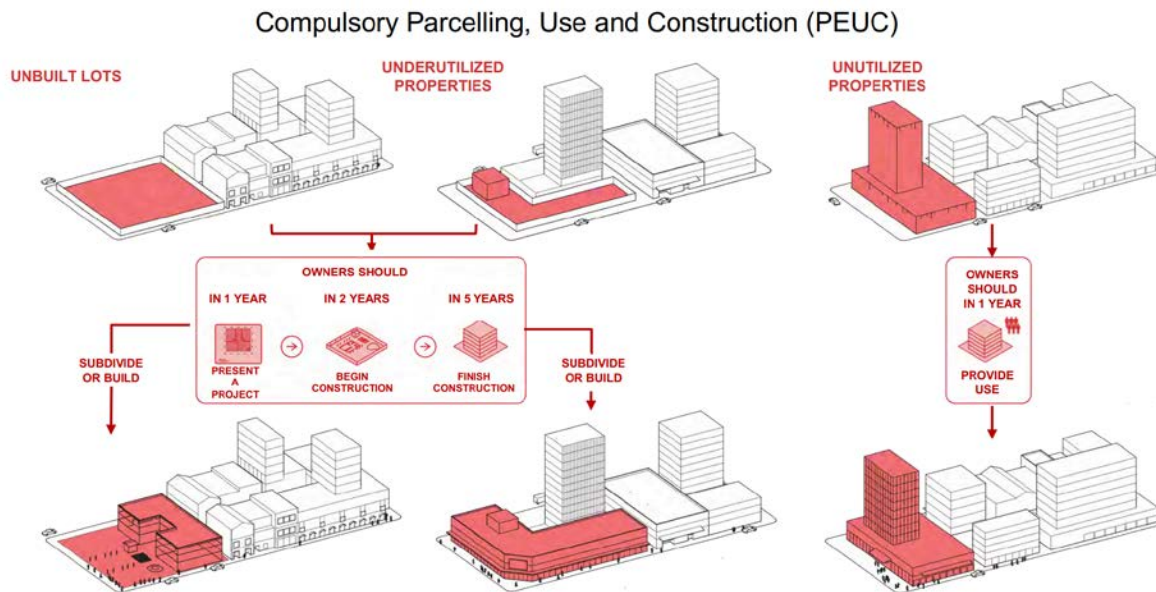 Compulsory Parcelling, Use and Construction (PEUC)
UNBUILT LOTS
UNDERUTILIZED
PROPERTIES
UNUTILIZED
PROPERTIES
OWNERS SHOULD
IN 1 YEAR
IN 2 YEARS
IN 5 YEARS
PRESENT
A
PROJECT
BEGIN
CONSTRUCTION
FINISH
CONSTRUCTION
SUBDIVIDE
OR BUILD
SUBDIVIDE
OR BUILD
OWNERS
SHOULD
IN 1 YEAR
PROVIDE
USE